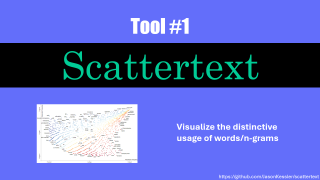 Tool #1
Scattertext
Visualize the distinctive
usage of words/n-grams
https://github.com/JasonKessler/scattertext